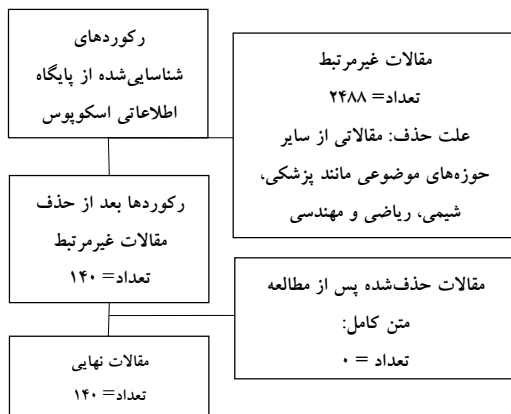 رکوردهای
شناسایی‌شده از پایگاه
اطلاعاتی اسکوپوس
مقالات غیرمرتبط
تعداد= ۲۴۸۸
علت حذف: مقالاتی از سایر
حوزه‌های موضوعی مانند پزشکی،
شیمی، ریاضی و مهندسی
رکوردها بعد از حذف
مقالات غیرمرتبط
تعداد= ۱۴۰
مقالات حذف‌شده پس از مطالعه
متن کامل:
تعداد = ۰
مقالات نهایی
تعداد= ۱۴۰